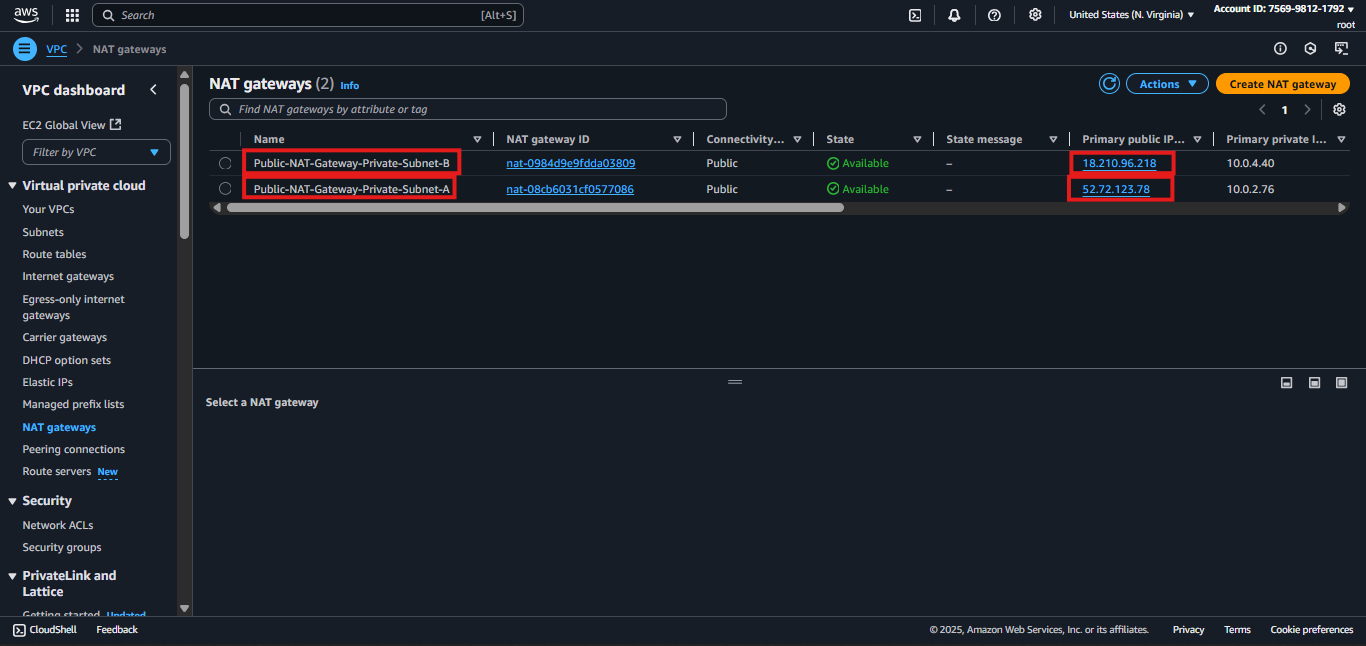 aws
Search [Alt+S]
United States (N. Virginia)
Account ID: 7569-9812-1792
root
VPC > NAT gateways
VPC dashboard
EC2 Global View
Filter by VPC
Virtual private cloud
Your VPCs
Subnets
Route tables
Internet gateways
Egress-only internet
gateways
Carrier gateways
DHCP option sets
Elastic IPs
Managed prefix lists
NAT gateways
Peering connections
Route servers New
Security
Network ACLs
Security groups
PrivateLink and
Lattice
Getting started Updated
NAT gateways (2) Info
Actions
Create NAT gateway
Find NAT gateways by attribute or tag
1
Name NAT gateway ID Connectivity... State State message Primary public IP... Primary private I...
Public-NAT-Gateway-Private-Subnet-B nat-0984d9e9fdda03809 Public Available – 18.210.96.218 10.0.4.40
Public-NAT-Gateway-Private-Subnet-A nat-08cb6031cf0577086 Public Available – 52.72.123.78 10.0.2.76
Select a NAT gateway
CloudShell Feedback © 2025, Amazon Web Services, Inc. or its affiliates. Privacy Terms Cookie preferences